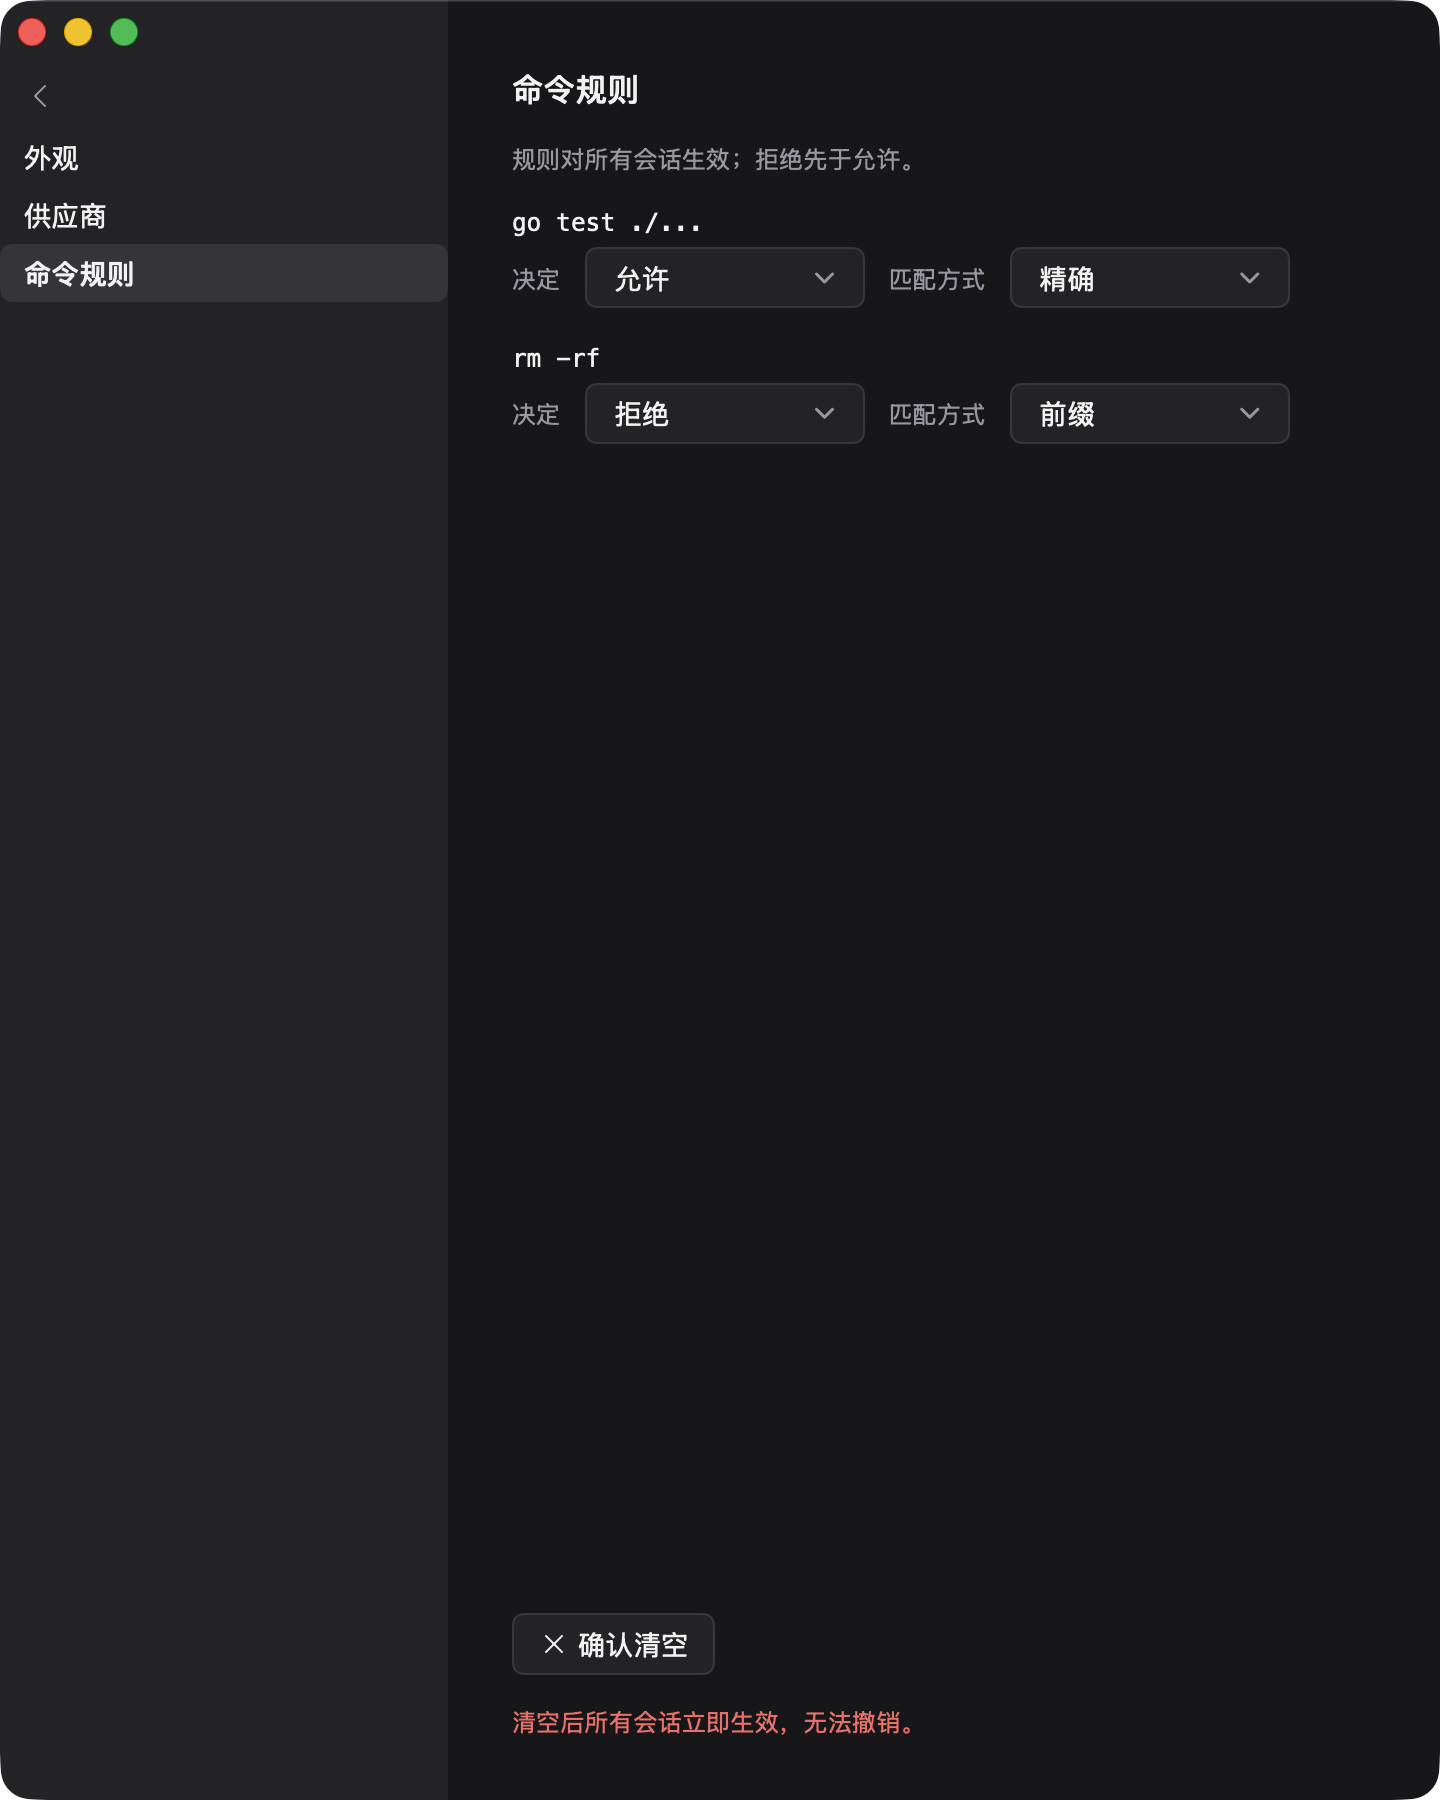 外观
供应商
命令规则
命令规则
规则对所有会话生效；拒绝先于允许。
go test ./...
决定 允许 匹配方式 精确
rm -rf
决定 拒绝 匹配方式 前缀
确认清空
清空后所有会话立即生效，无法撤销。